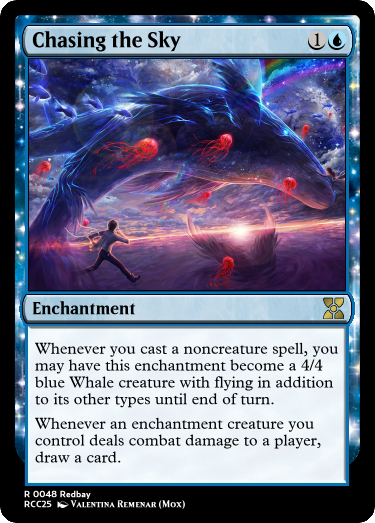 Chasing the Sky
1
Enchantment
Whenever you cast a noncreature spell, you
may have this enchantment become a 4/4
blue Whale creature with flying in addition
to its other types until end of turn.
Whenever an enchantment creature you
control deals combat damage to a player,
draw a card.
R 0048 Redbay
RCC25 Valentina Remenar (Mox)